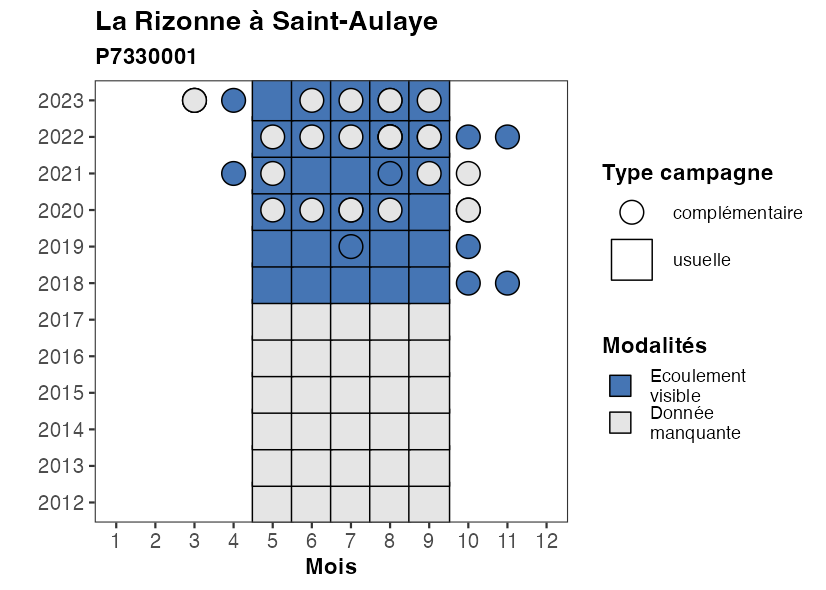 La Rizonne à Saint-Aulaye
P7330001
2023
2022
2021
2020
2019
2018
2017
2016
2015
2014
2013
2012
1 2 3 4 5 6 7 8 9 10 11 12
Mois
Type campagne
complémentaire
usuelle
Modalités
Ecoulement
visible
Donnée
manquante